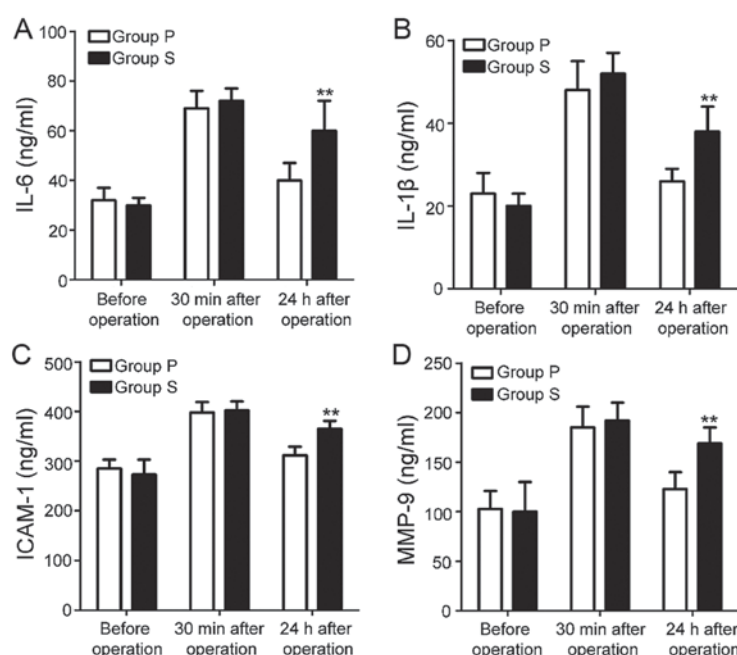 A
Group P
Group S
IL-6 (ng/ml)
100
80
60
40
20
0
**
Before operation
30 min after operation
24 h after operation
B
Group P
Group S
IL-1β (ng/ml)
60
40
20
0
**
Before operation
30 min after operation
24 h after operation
C
Group P
Group S
ICAM-1 (ng/ml)
500
400
300
200
100
0
**
Before operation
30 min after operation
24 h after operation
D
Group P
Group S
MMP-9 (ng/ml)
250
200
150
100
50
0
**
Before operation
30 min after operation
24 h after operation